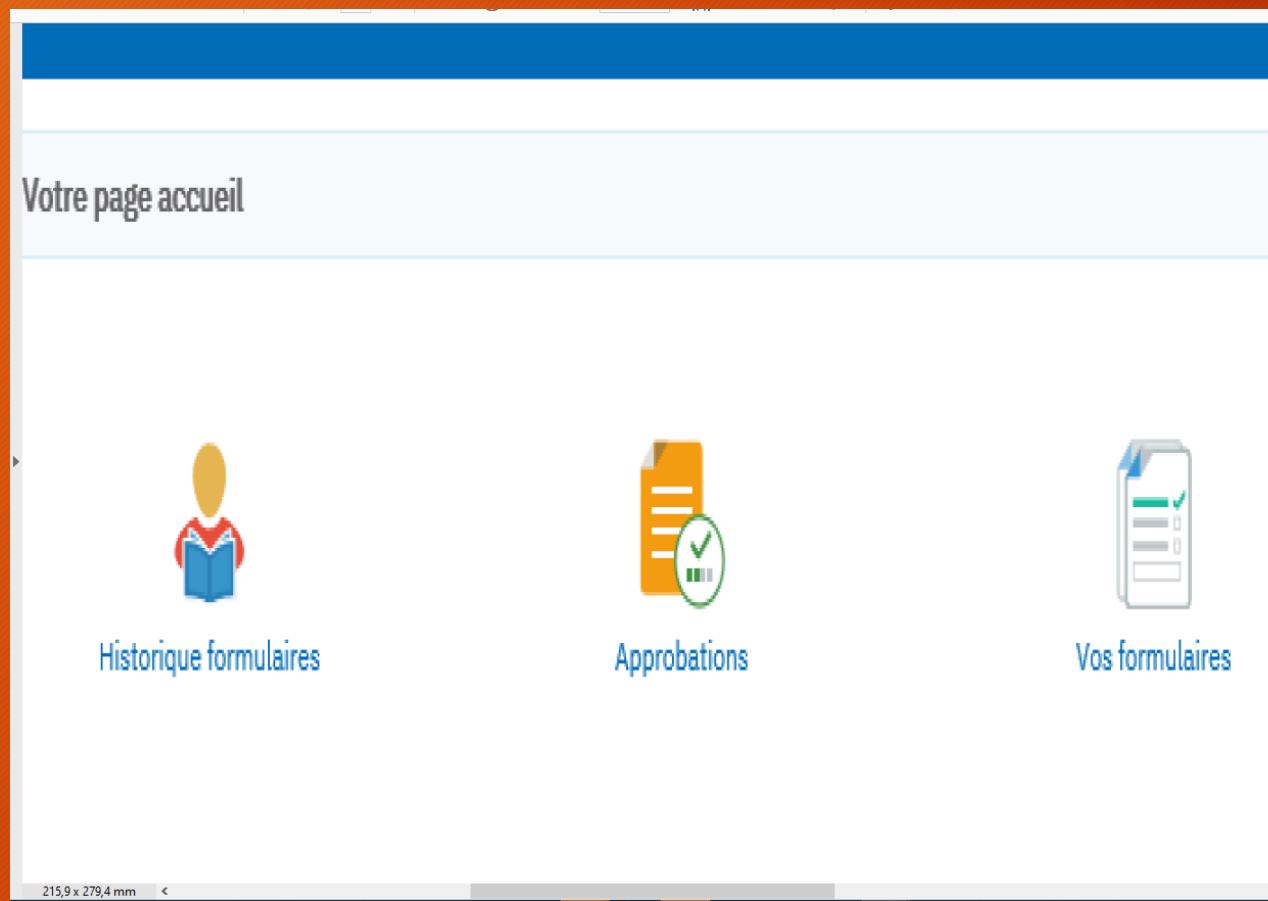 Votre page accueil
Historique formulaires
Approbations
Vos formulaires
215,9 x 279,4 mm